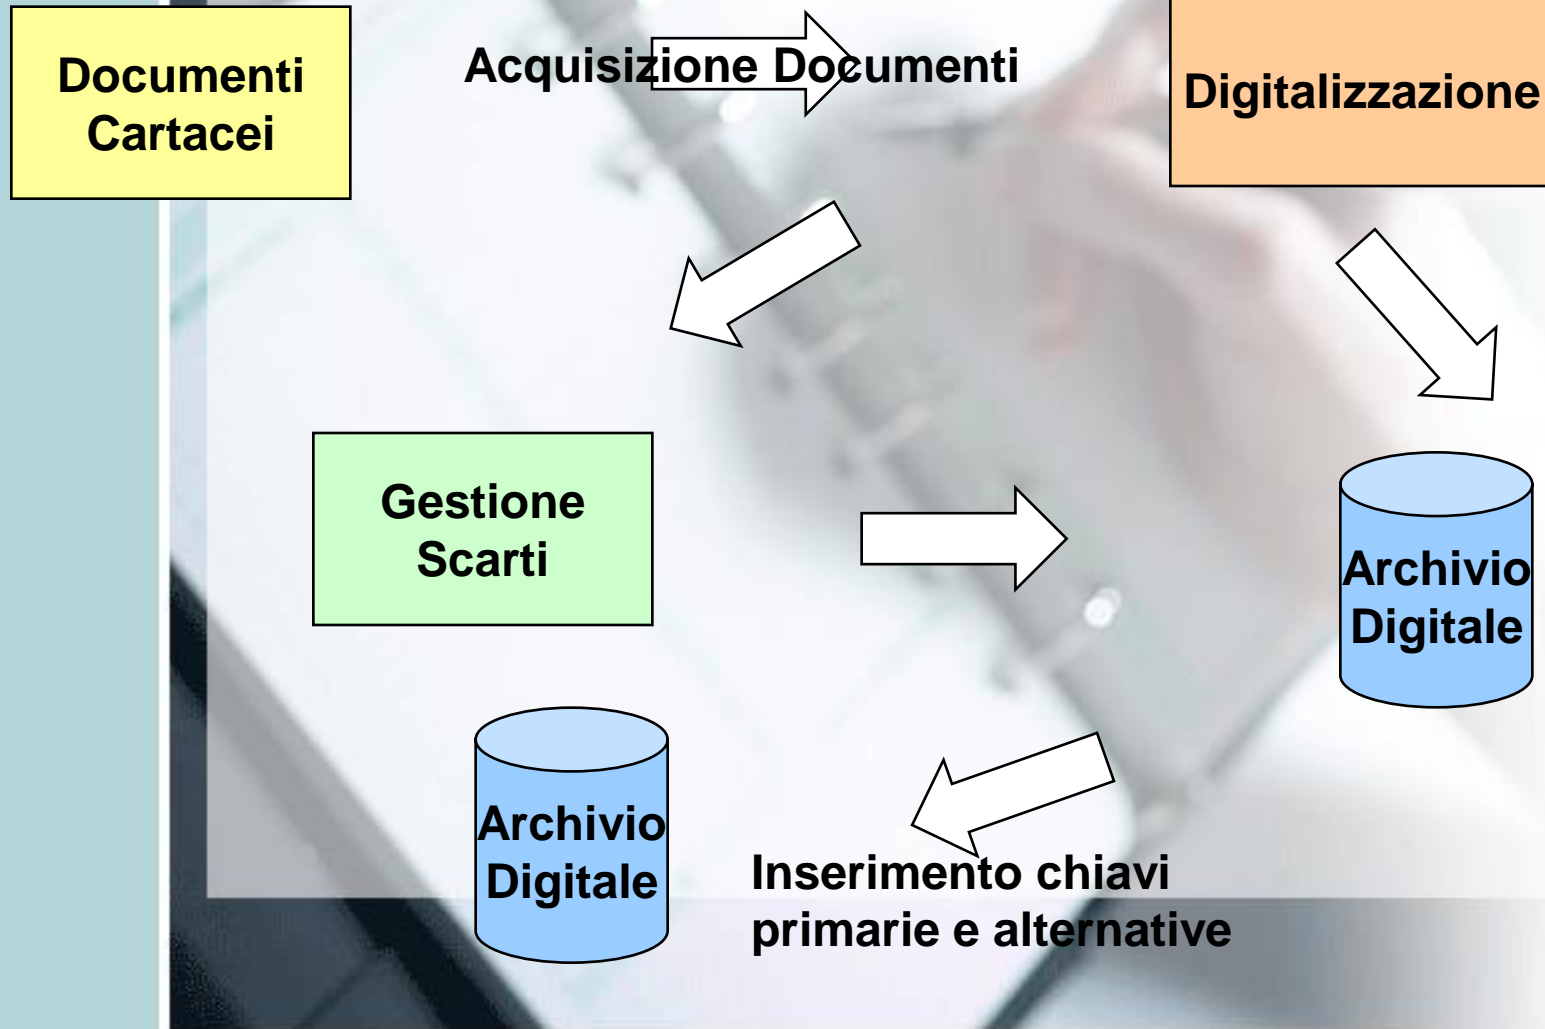 Documenti
Cartacei
Acquisizione Documenti
Digitalizzazione
Gestione
Scarti
Archivio
Digitale
Archivio
Digitale
Inserimento chiavi
primarie e alternative